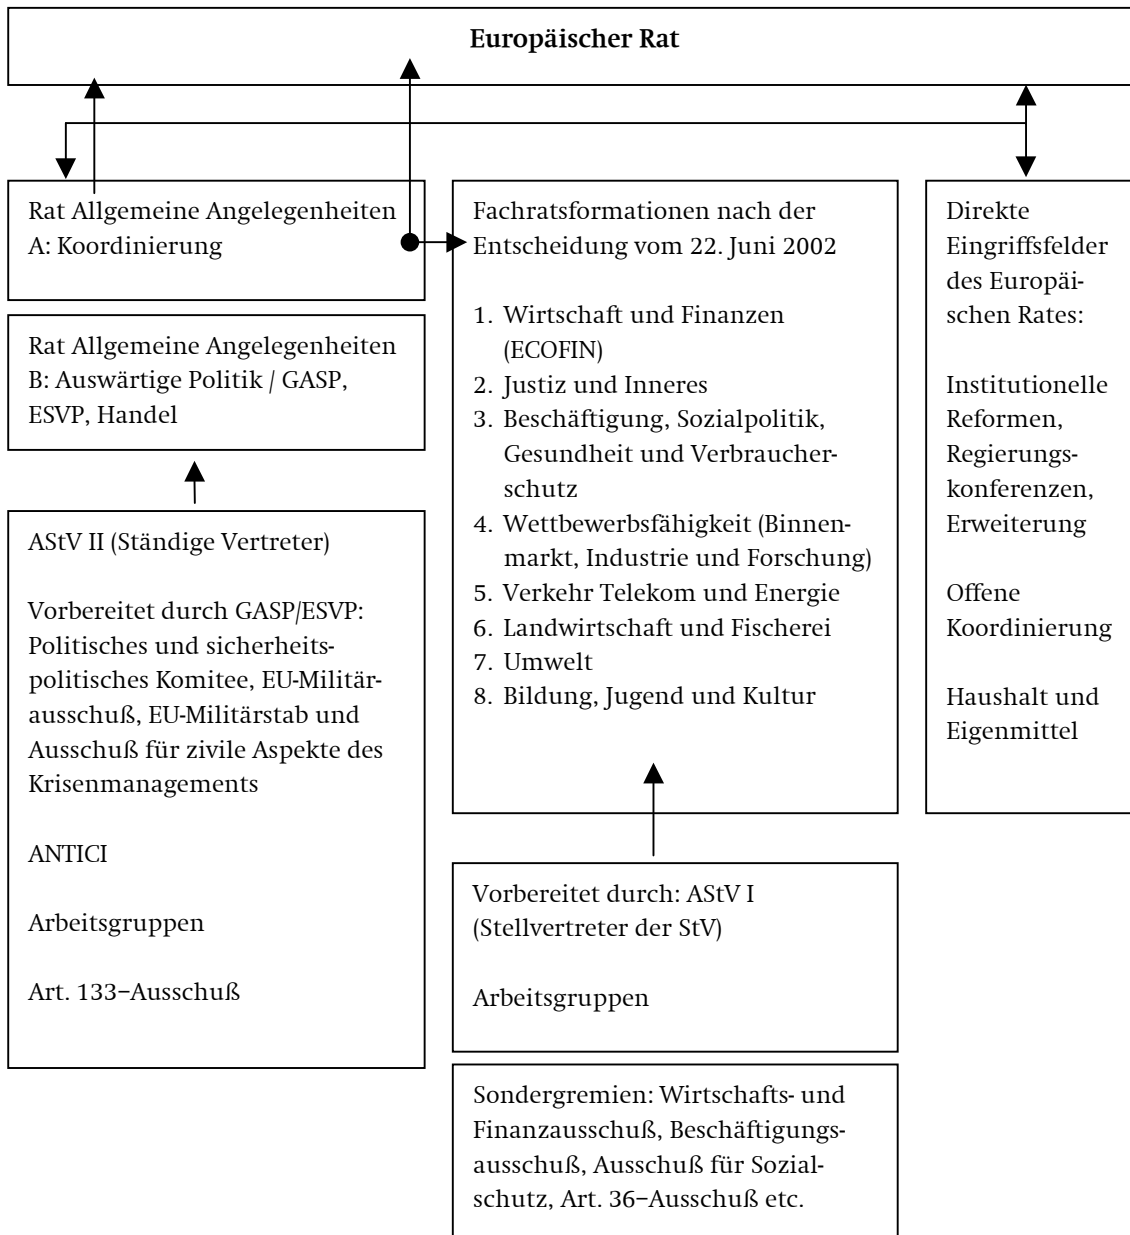 Europäischer Rat
Rat Allgemeine Angelegenheiten
A: Koordinierung
Rat Allgemeine Angelegenheiten
B: Auswärtige Politik / GASP,
ESVP, Handel
AStV II (Ständige Vertreter)
Vorbereitet durch GASP/ESVP:
Politisches und sicherheits-
politisches Komitee, EU-Militär-
ausschuß, EU-Militärstab und
Ausschuß für zivile Aspekte des
Krisenmanagements
ANTICI
Arbeitsgruppen
Art. 133–Ausschuß
Fachratsformationen nach der
Entscheidung vom 22. Juni 2002
1. Wirtschaft und Finanzen
(ECOFIN)
2. Justiz und Inneres
3. Beschäftigung, Sozialpolitik,
Gesundheit und Verbraucher-
schutz
4. Wettbewerbsfähigkeit (Binnen-
markt, Industrie und Forschung)
5. Verkehr Telekom und Energie
6. Landwirtschaft und Fischerei
7. Umwelt
8. Bildung, Jugend und Kultur
Vorbereitet durch: AStV I
(Stellvertreter der StV)
Arbeitsgruppen
Sondergremien: Wirtschafts- und
Finanzausschuß, Beschäftigungs-
ausschuß, Ausschuß für Sozial-
schutz, Art. 36–Ausschuß etc.
Direkte
Eingriffsfelder
des Europäi-
schen Rates:
Institutionelle
Reformen,
Regierungs-
konferenzen,
Erweiterung
Offene
Koordinierung
Haushalt und
Eigenmittel